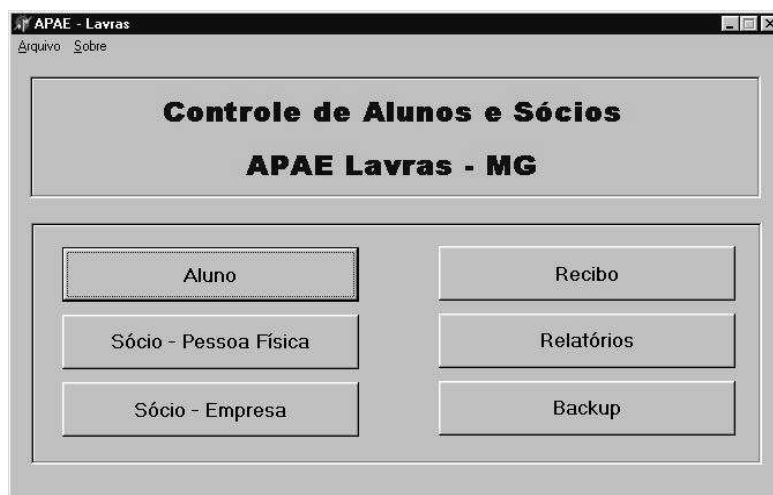 APAE - Lavras
Arquivo Sobre
Controle de Alunos e Sócios
APAE Lavras - MG
Aluno
Sócio - Pessoa Física
Sócio - Empresa
Recibo
Relatórios
Backup